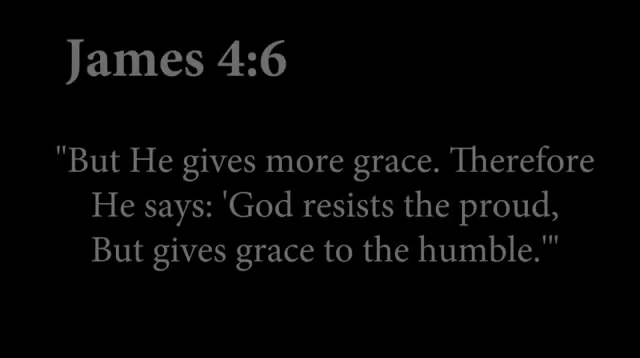 James 4:6
"But He gives more grace. Therefore
He says: 'God resists the proud,
But gives grace to the humble.'"